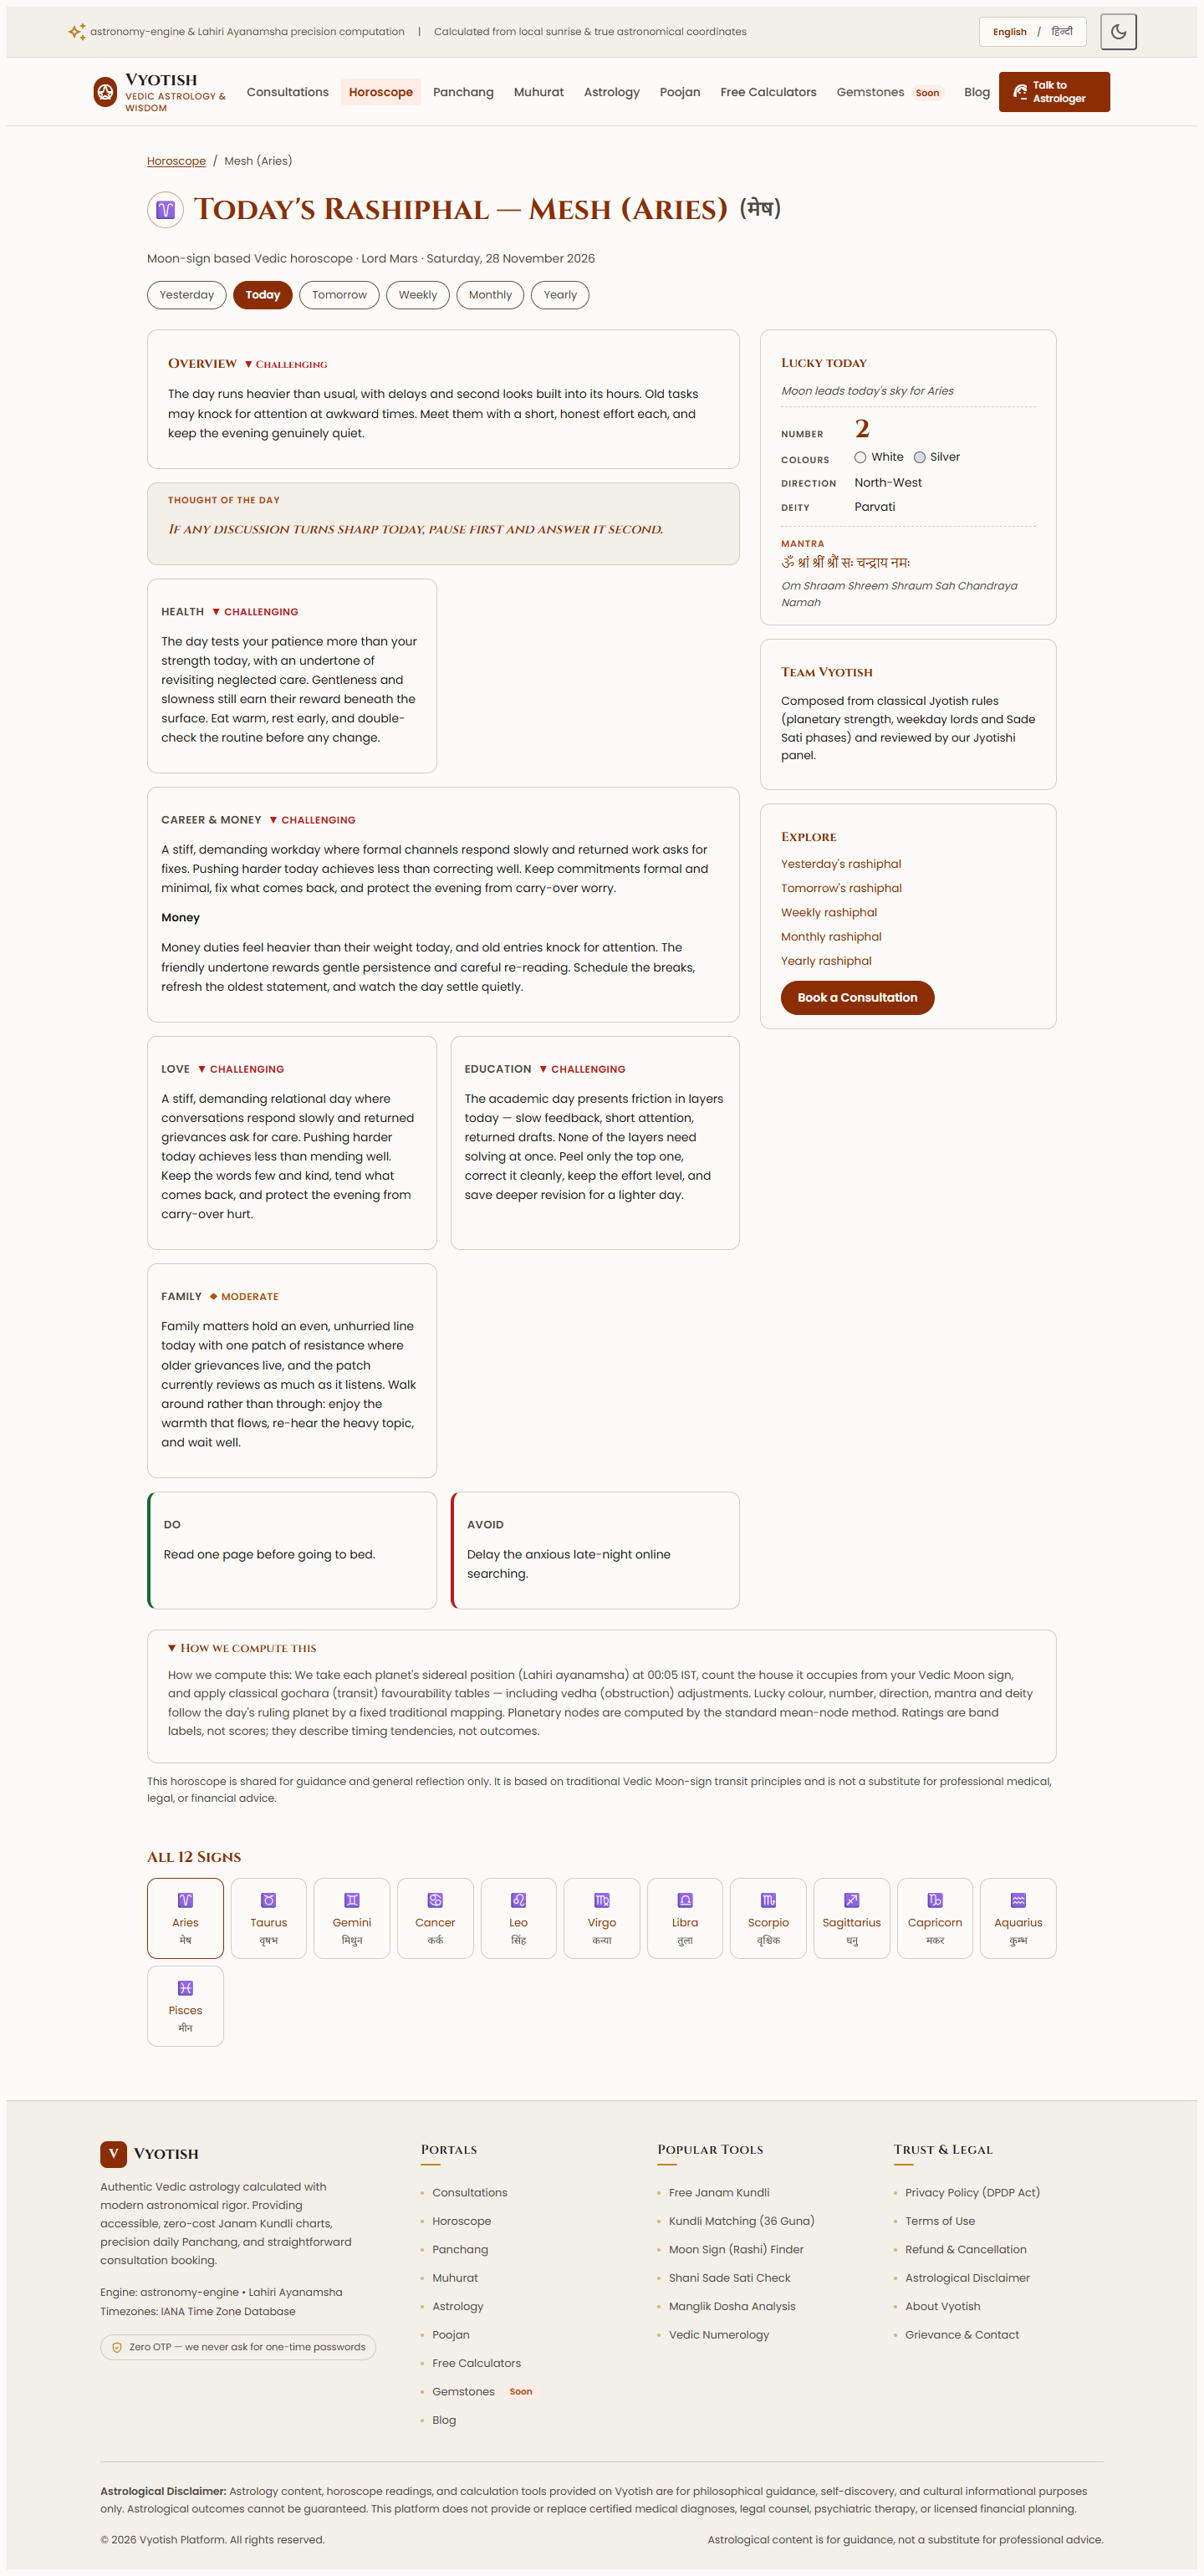 astronomy-engine & Lahiri Ayanamsha precision computation | Calculated from local sunrise & true astronomical coordinates
English / हिन्दी
Vyotish
VEDIC ASTROLOGY &
WISDOM
Consultations Horoscope Panchang Muhurat Astrology Poojan Free Calculators Gemstones Soon Blog
Talk to
Astrologer
Horoscope / Mesh (Aries)
♈ Today's Rashiphal — Mesh (Aries) (मेष)
Moon-sign based Vedic horoscope · Lord Mars · Saturday, 28 November 2026
Yesterday Today Tomorrow Weekly Monthly Yearly
Overview ▼ Challenging
The day runs heavier than usual, with delays and second looks built into its hours. Old tasks
may knock for attention at awkward times. Meet them with a short, honest effort each, and
keep the evening genuinely quiet.
THOUGHT OF THE DAY
If any discussion turns sharp today, pause first and answer it second.
HEALTH ▼ CHALLENGING
The day tests your patience more than your
strength today, with an undertone of
revisiting neglected care. Gentleness and
slowness still earn their reward beneath the
surface. Eat warm, rest early, and double-
check the routine before any change.
CAREER & MONEY ▼ CHALLENGING
A stiff, demanding workday where formal channels respond slowly and returned work asks for
fixes. Pushing harder today achieves less than correcting well. Keep commitments formal and
minimal, fix what comes back, and protect the evening from carry-over worry.
Money
Money duties feel heavier than their weight today, and old entries knock for attention. The
friendly undertone rewards gentle persistence and careful re-reading. Schedule the breaks,
refresh the oldest statement, and watch the day settle quietly.
LOVE ▼ CHALLENGING
A stiff, demanding relational day where
conversations respond slowly and returned
grievances ask for care. Pushing harder
today achieves less than mending well.
Keep the words few and kind, tend what
comes back, and protect the evening from
carry-over hurt.
EDUCATION ▼ CHALLENGING
The academic day presents friction in layers
today — slow feedback, short attention,
returned drafts. None of the layers need
solving at once. Peel only the top one,
correct it cleanly, keep the effort level, and
save deeper revision for a lighter day.
FAMILY ◆ MODERATE
Family matters hold an even, unhurried line
today with one patch of resistance where
older grievances live, and the patch
currently reviews as much as it listens. Walk
around rather than through: enjoy the
warmth that flows, re-hear the heavy topic,
and wait well.
DO
Read one page before going to bed.
AVOID
Delay the anxious late-night online
searching.
Lucky today
Moon leads today's sky for Aries
NUMBER 2
COLOURS White Silver
DIRECTION North-West
DEITY Parvati
MANTRA
ॐ श्रां श्रीं श्रौं सः चन्द्राय नमः
Om Shraam Shreem Shraum Sah Chandraya
Namah
Team Vyotish
Composed from classical Jyotish rules
(planetary strength, weekday lords and Sade
Sati phases) and reviewed by our Jyotishi
panel.
Explore
Yesterday's rashiphal
Tomorrow's rashiphal
Weekly rashiphal
Monthly rashiphal
Yearly rashiphal
Book a Consultation
▼ How we compute this
How we compute this: We take each planet's sidereal position (Lahiri ayanamsha) at 00:05 IST, count the house it occupies from your Vedic Moon sign,
and apply classical gochara (transit) favourability tables — including vedha (obstruction) adjustments. Lucky colour, number, direction, mantra and deity
follow the day's ruling planet by a fixed traditional mapping. Planetary nodes are computed by the standard mean-node method. Ratings are band
labels, not scores; they describe timing tendencies, not outcomes.
This horoscope is shared for guidance and general reflection only. It is based on traditional Vedic Moon-sign transit principles and is not a substitute for professional medical,
legal, or financial advice.
All 12 Signs
♈ ♉ ♊ ♋ ♌ ♍ ♎ ♏ ♐ ♑ ♒
Aries Taurus Gemini Cancer Leo Virgo Libra Scorpio Sagittarius Capricorn Aquarius
मेष वृषभ मिथुन कर्क सिंह कन्या तुला वृश्चिक धनु मकर कुम्भ
♓
Pisces
मीन
V Vyotish
Authentic Vedic astrology calculated with
modern astronomical rigor. Providing
accessible, zero-cost Janam Kundli charts,
precision daily Panchang, and straightforward
consultation booking.
Engine: astronomy-engine • Lahiri Ayanamsha
Timezones: IANA Time Zone Database
Zero OTP — we never ask for one-time passwords
Portals
Consultations
Horoscope
Panchang
Muhurat
Astrology
Poojan
Free Calculators
Gemstones Soon
Blog
Popular Tools
Free Janam Kundli
Kundli Matching (36 Guna)
Moon Sign (Rashi) Finder
Shani Sade Sati Check
Manglik Dosha Analysis
Vedic Numerology
Trust & Legal
Privacy Policy (DPDP Act)
Terms of Use
Refund & Cancellation
Astrological Disclaimer
About Vyotish
Grievance & Contact
Astrological Disclaimer: Astrology content, horoscope readings, and calculation tools provided on Vyotish are for philosophical guidance, self-discovery, and cultural informational purposes
only. Astrological outcomes cannot be guaranteed. This platform does not provide or replace certified medical diagnoses, legal counsel, psychiatric therapy, or licensed financial planning.
© 2026 Vyotish Platform. All rights reserved.
Astrological content is for guidance, not a substitute for professional advice.